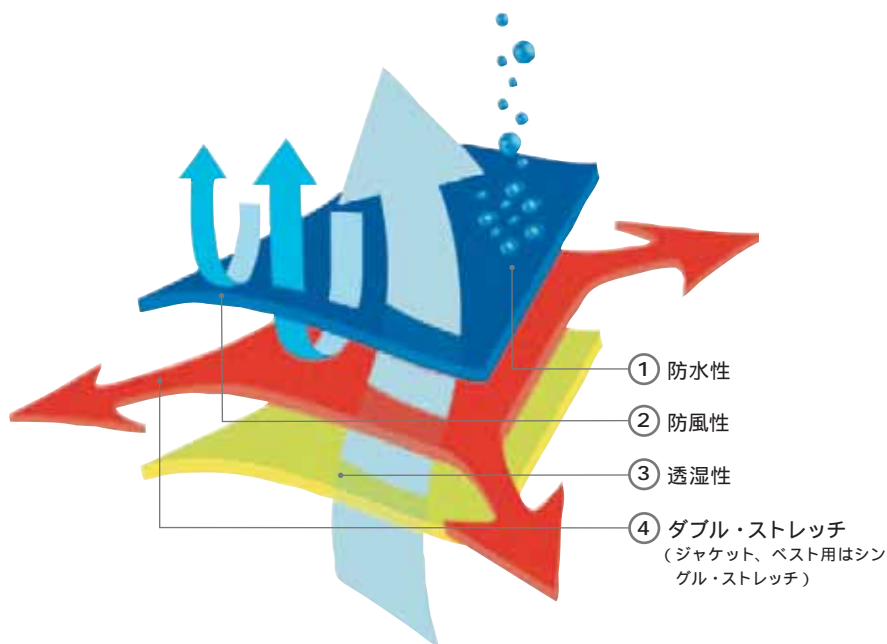 ① 防水性
② 防風性
③ 透湿性
④ ダブル・ストレッチ
（ジャケット、ベスト用はシン
グル・ストレッチ）